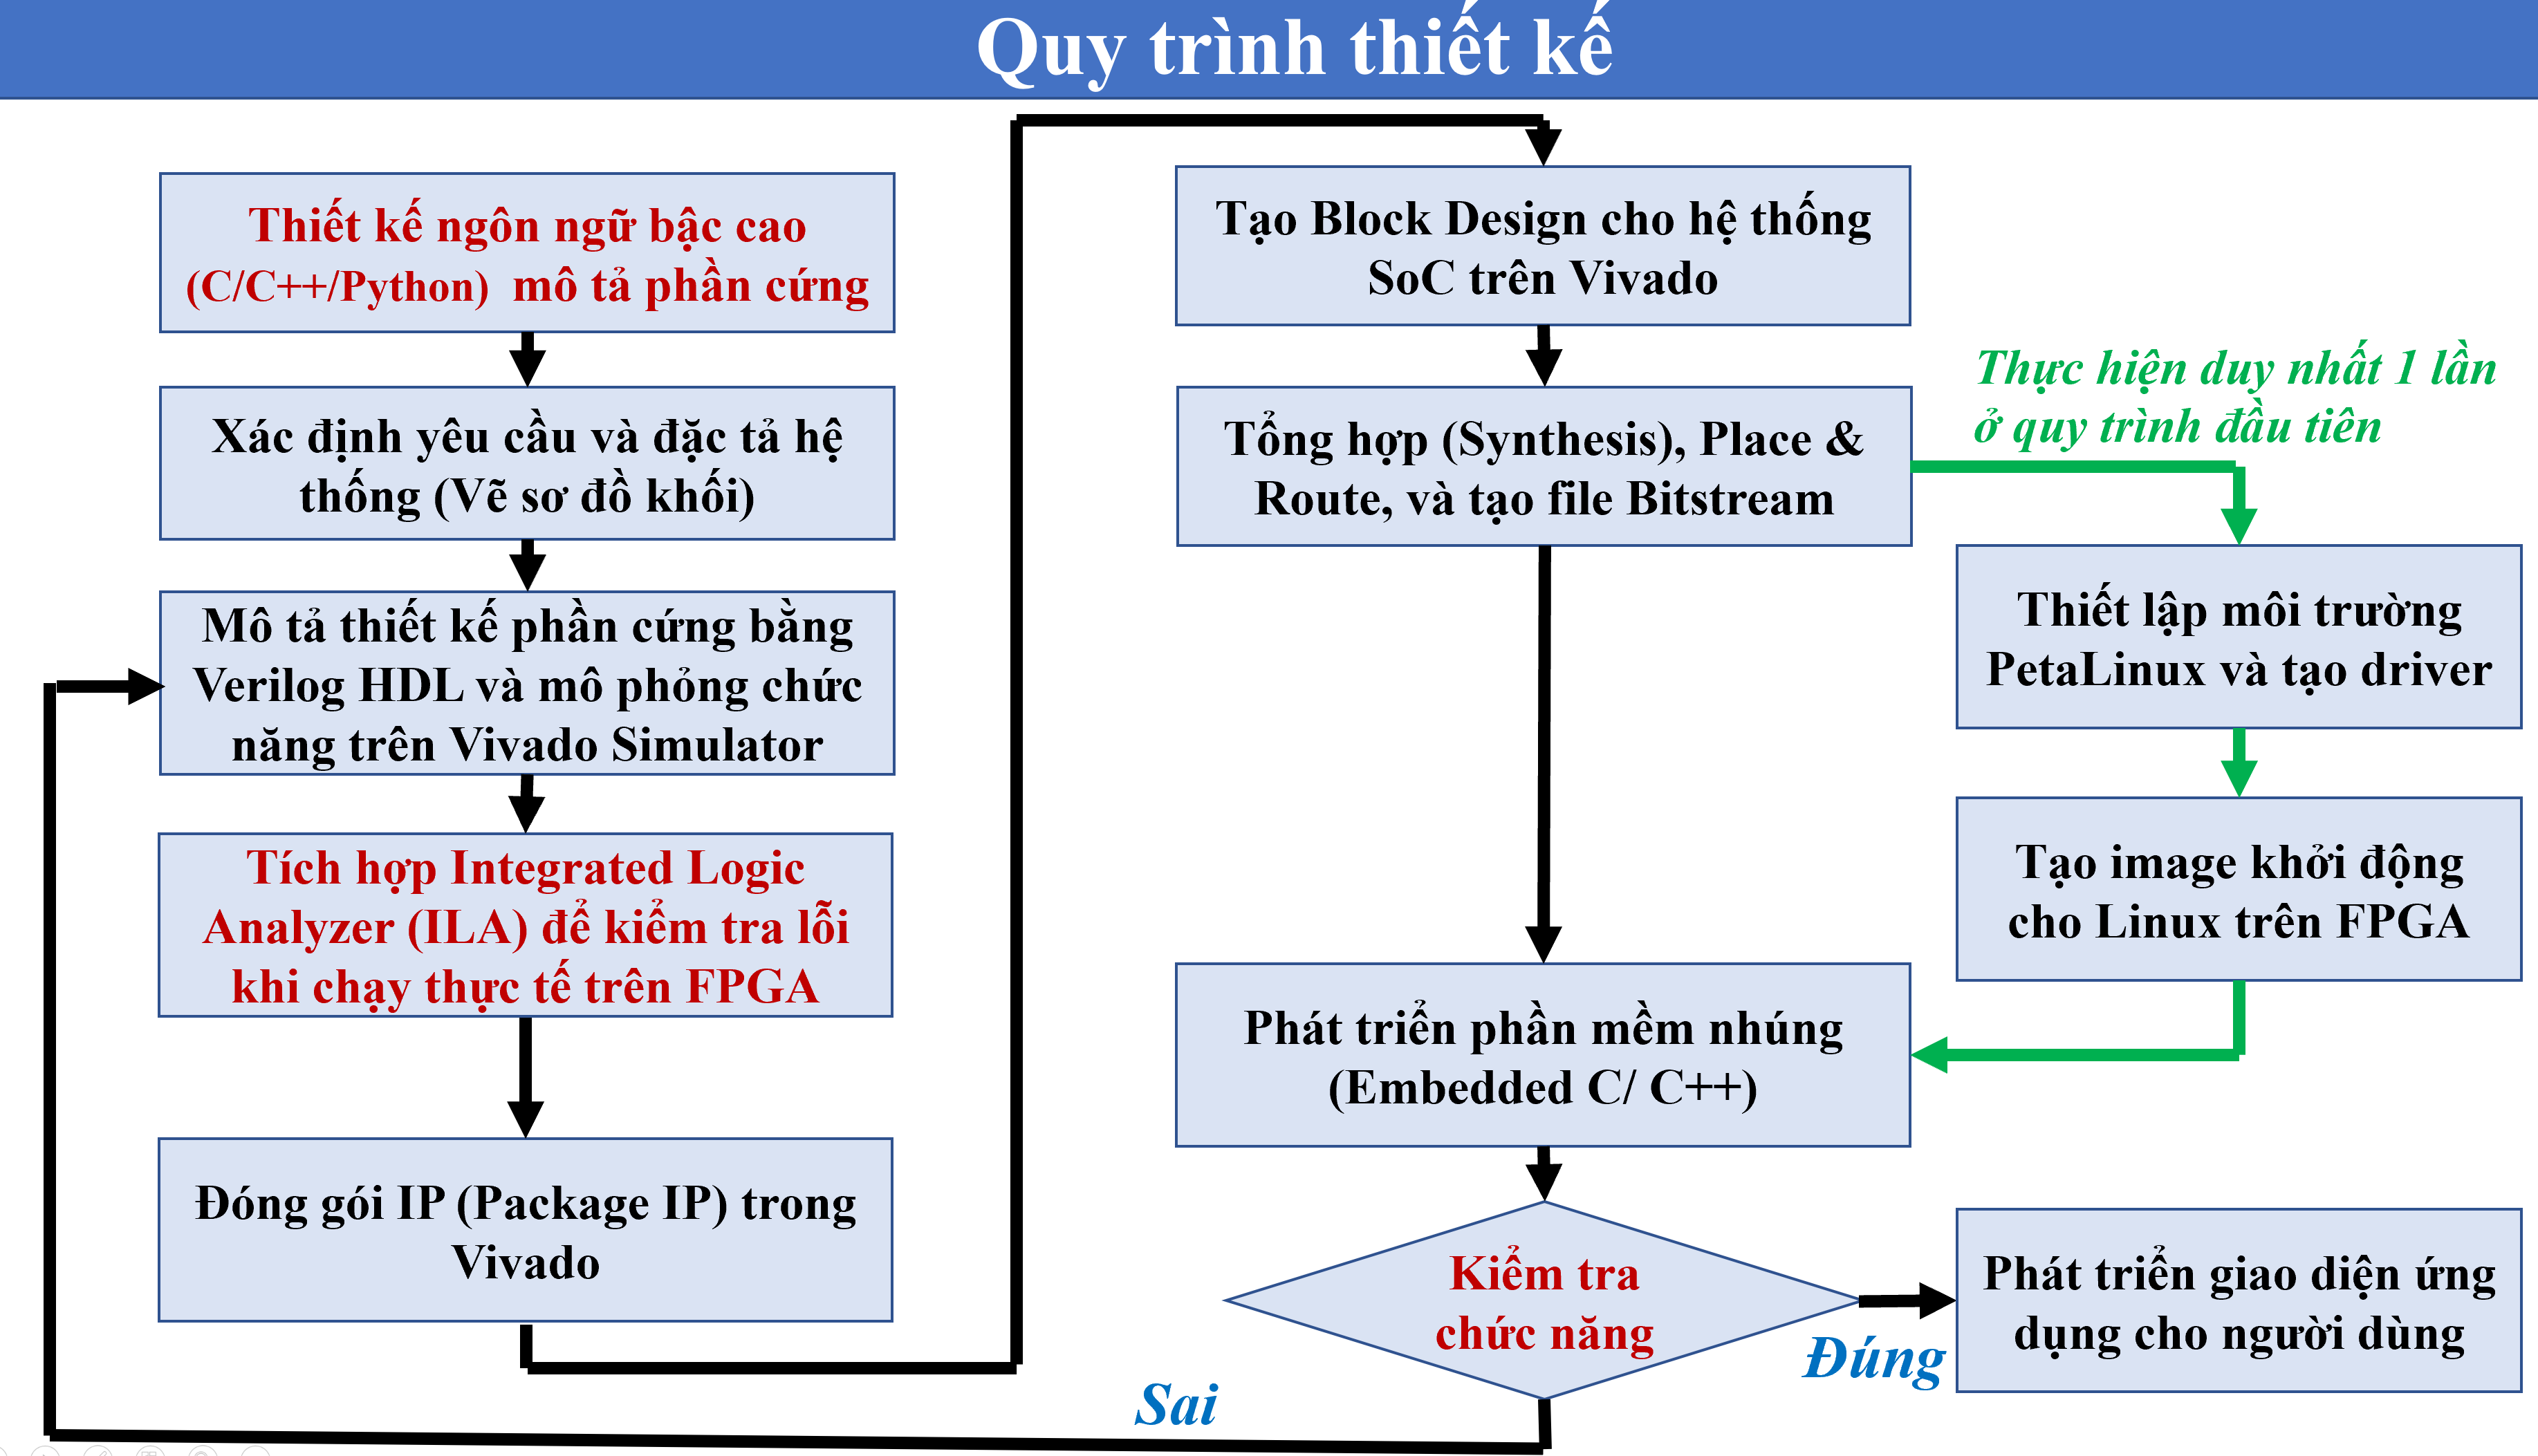 Quy trình thiết kế
Thiết kế ngôn ngữ bậc cao
(C/C++/Python) mô tả phần cứng
Xác định yêu cầu và đặc tả hệ
thống (Vẽ sơ đồ khối)
Mô tả thiết kế phần cứng bằng
Verilog HDL và mô phỏng chức
năng trên Vivado Simulator
Tích hợp Integrated Logic
Analyzer (ILA) để kiểm tra lỗi
khi chạy thực tế trên FPGA
Đóng gói IP (Package IP) trong
Vivado
Tạo Block Design cho hệ thống
SoC trên Vivado
Tổng hợp (Synthesis), Place &
Route, và tạo file Bitstream
Thực hiện duy nhất 1 lần
ở quy trình đầu tiên
Thiết lập môi trường
PetaLinux và tạo driver
Tạo image khởi động
cho Linux trên FPGA
Phát triển phần mềm nhúng
(Embedded C/ C++)
Kiểm tra
chức năng
Đúng
Sai
Phát triển giao diện ứng
dụng cho người dùng